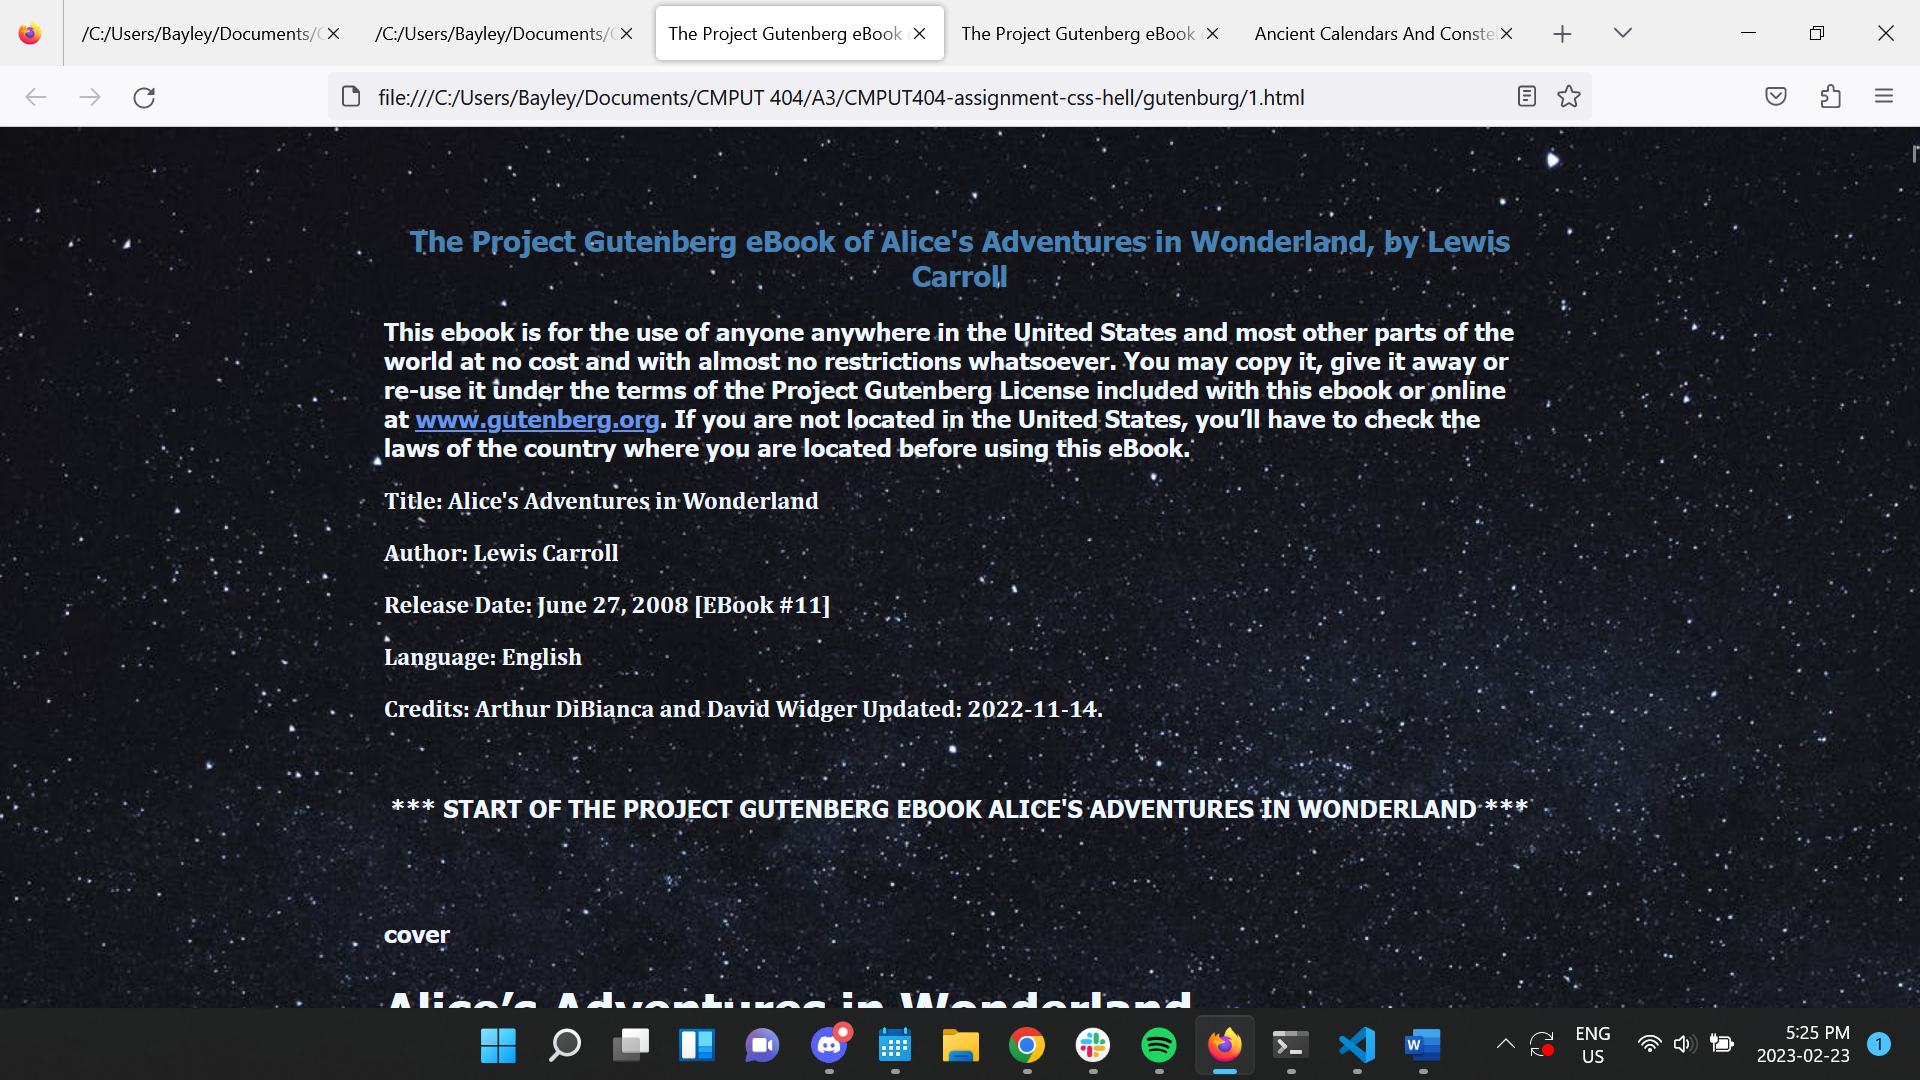 /C:/Users/Bayley/Documents/
/C:/Users/Bayley/Documents/
The Project Gutenberg eBook
The Project Gutenberg eBook
Ancient Calendars And Conste
file:///C:/Users/Bayley/Documents/CMPUT 404/A3/CMPUT404-assignment-css-hell/gutenburg/1.html
The Project Gutenberg eBook of Alice's Adventures in Wonderland, by Lewis
Carroll
This ebook is for the use of anyone anywhere in the United States and most other parts of the
world at no cost and with almost no restrictions whatsoever. You may copy it, give it away or
re-use it under the terms of the Project Gutenberg License included with this ebook or online
at www.gutenberg.org. If you are not located in the United States, you’ll have to check the
laws of the country where you are located before using this eBook.
Title: Alice's Adventures in Wonderland
Author: Lewis Carroll
Release Date: June 27, 2008 [EBook #11]
Language: English
Credits: Arthur DiBianca and David Widger Updated: 2022-11-14.
*** START OF THE PROJECT GUTENBERG EBOOK ALICE'S ADVENTURES IN WONDERLAND ***
cover
Alice’s Adventures in Wonderland
ENG
US
5:25 PM
2023-02-23
1